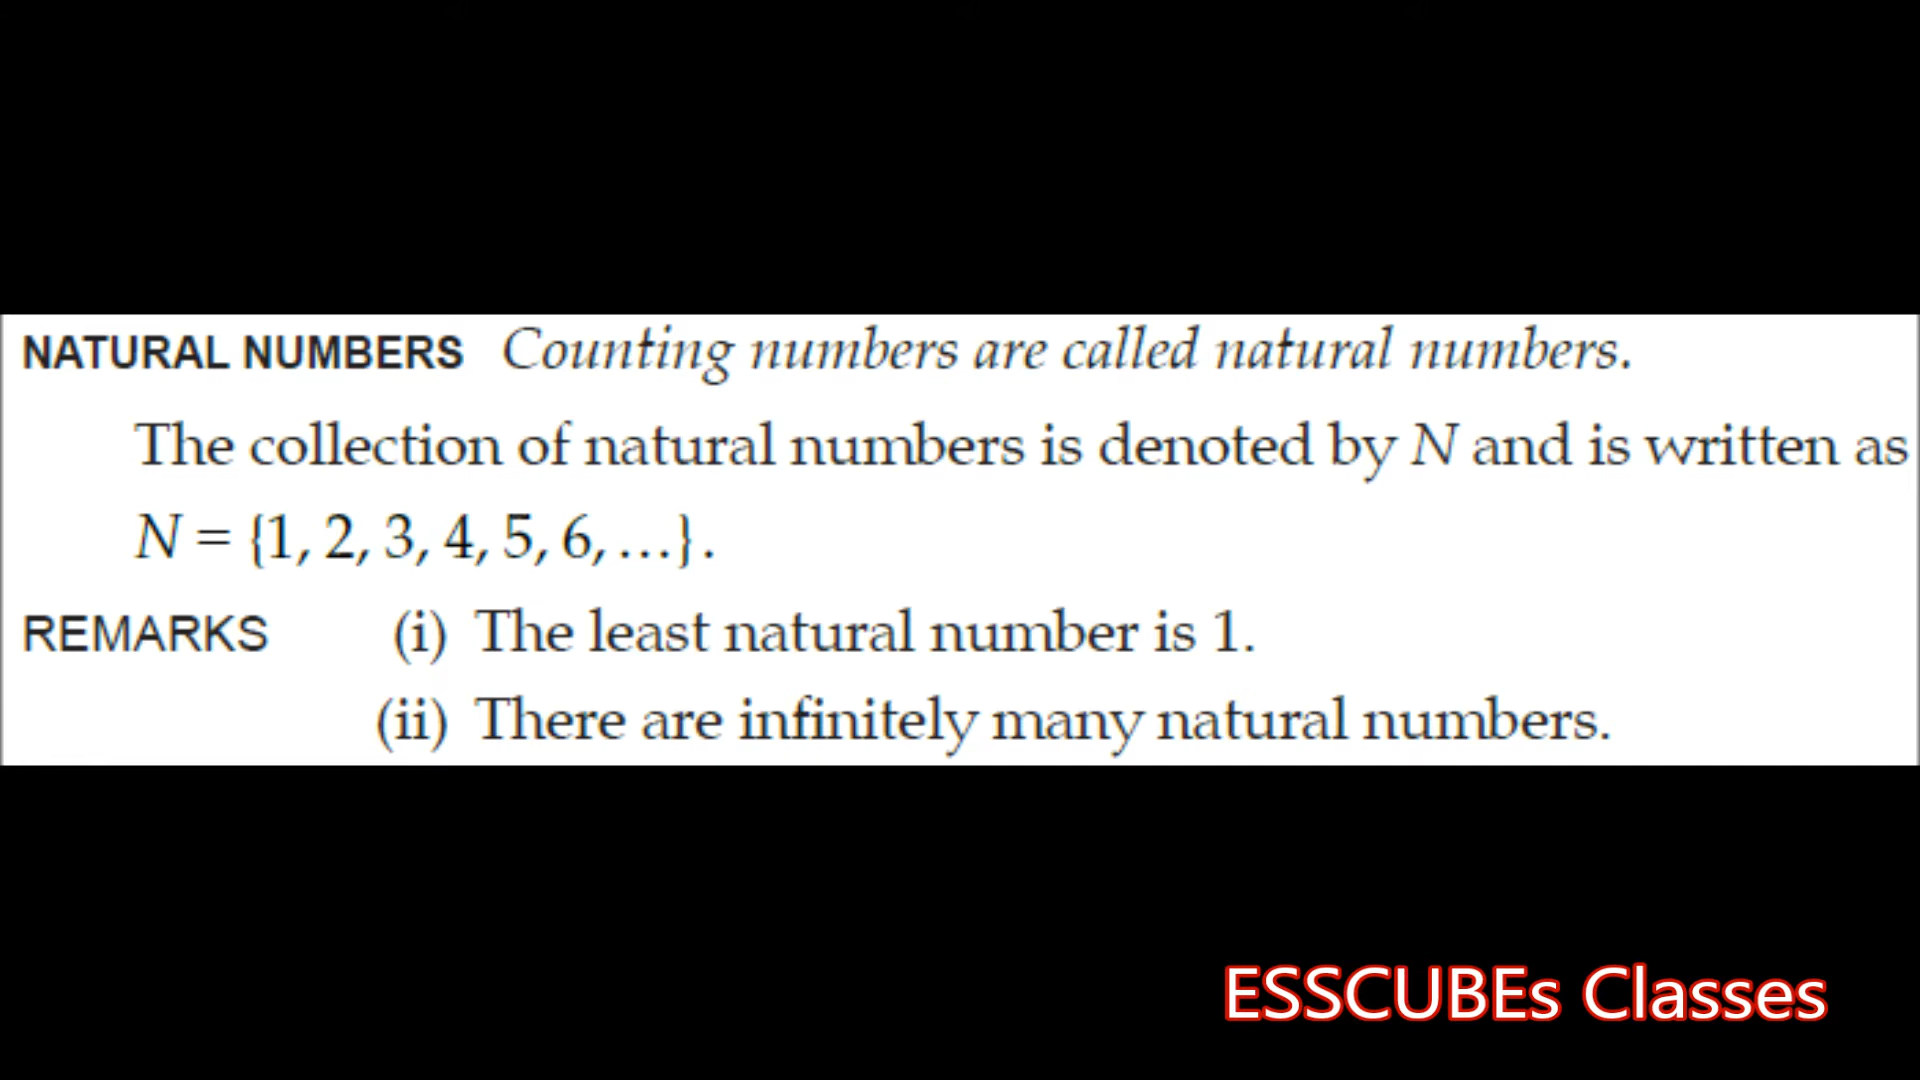 NATURAL NUMBERS Counting numbers are called natural numbers.
The collection of natural numbers is denoted by N and is written as
N = {1, 2, 3, 4, 5, 6, ...}.
REMARKS (i) The least natural number is 1.
(ii) There are infinitely many natural numbers.
ESSCUBEs Classes